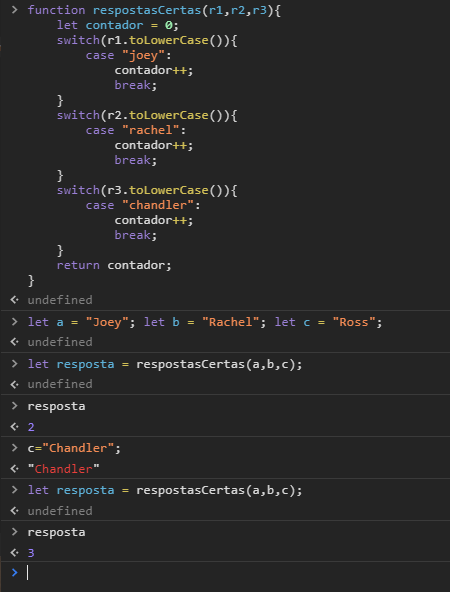 function respostasCertas(r1,r2,r3){
let contador = 0;
switch(r1.toLowerCase()){
case "joey":
contador++;
break;
}
switch(r2.toLowerCase()){
case "rachel":
contador++;
break;
}
switch(r3.toLowerCase()){
case "chandler":
contador++;
break;
}
return contador;
}
undefined
let a = "Joey"; let b = "Rachel"; let c = "Ross";
undefined
let resposta = respostasCertas(a,b,c);
undefined
resposta
2
c="Chandler";
"Chandler"
let resposta = respostasCertas(a,b,c);
undefined
resposta
3